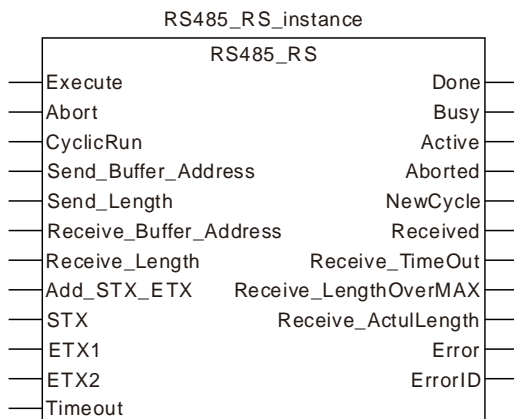 RS485_RS_instance
RS485_RS
Execute Done
Abort Busy
CyclicRun Active
Send_Buffer_Address Aborted
Send_Length NewCycle
Receive_Buffer_Address Received
Receive_Length Receive_TimeOut
Add_STX_ETX Receive_LengthOverMAX
STX Receive_ActulLength
ETX1 Error
ETX2 ErrorID
Timeout